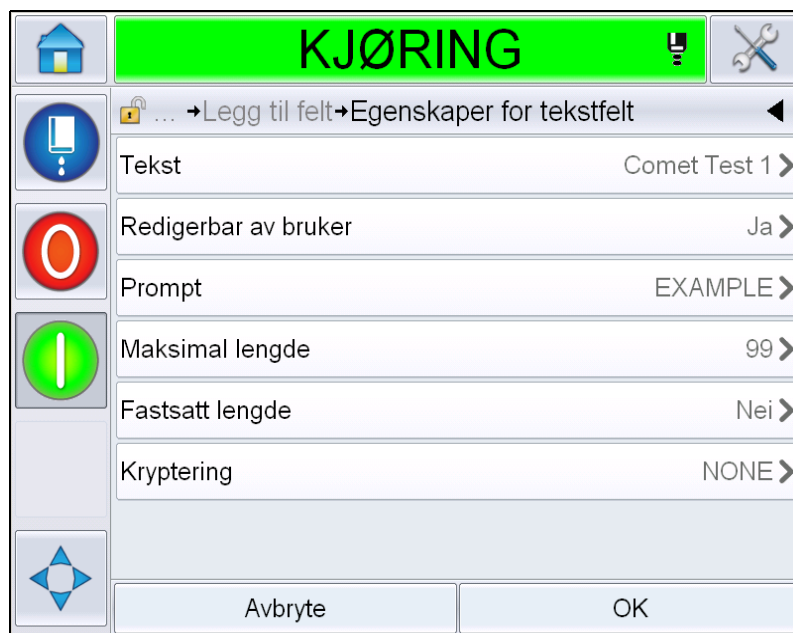 KJØRING
... →Legg til felt→Egenskaper for tekstfelt
Tekst Comet Test 1
Redigerbar av bruker Ja
Prompt EXAMPLE
Maksimal lengde 99
Fastsatt lengde Nei
Kryptering NONE
Avbryte OK